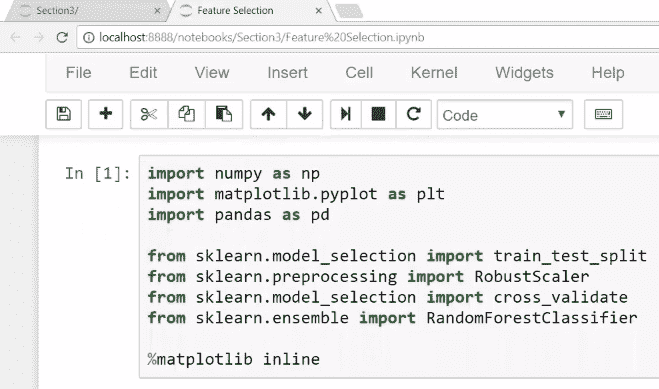 Section3/ Feature Selection
localhost:8888/notebooks/Section3/Feature%20Selection.ipynb
File Edit View Insert Cell Kernel Widgets Help
Code
In [1]: import numpy as np
import matplotlib.pyplot as plt
import pandas as pd
from sklearn.model_selection import train_test_split
from sklearn.preprocessing import RobustScaler
from sklearn.model_selection import cross_validate
from sklearn.ensemble import RandomForestClassifier
%matplotlib inline